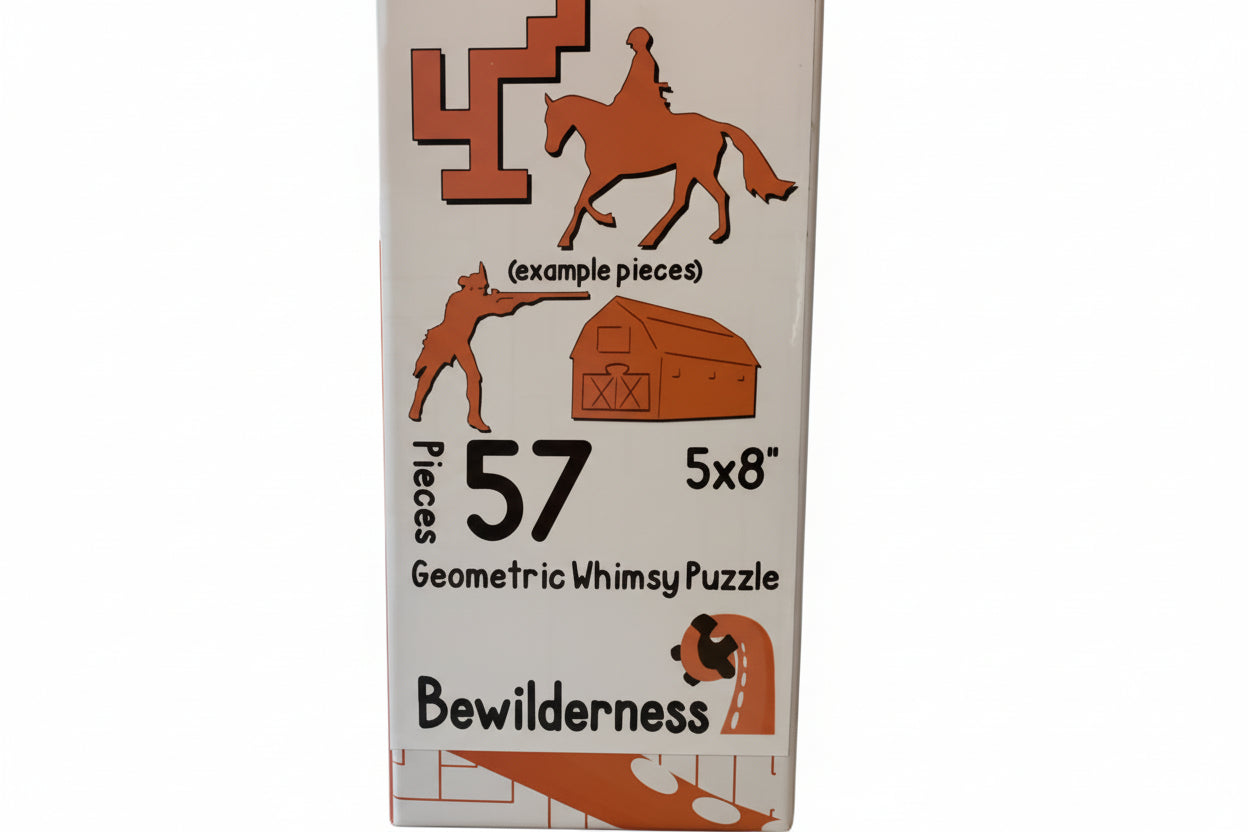 (example pieces)
Pieces
57
5x8"
Geometric Whimsy Puzzle
Bewilderness